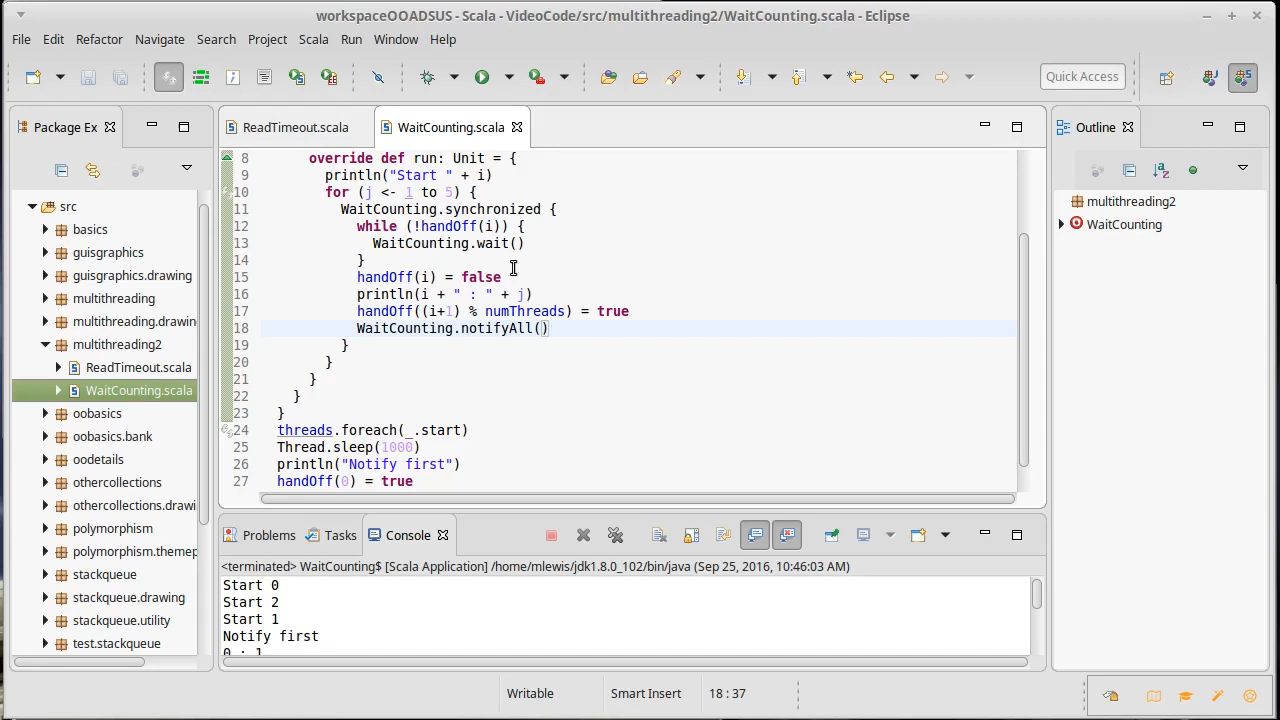 workspaceOOADSUS - Scala - VideoCode/src/multithreading2/WaitCounting.scala - Eclipse
File Edit Refactor Navigate Search Project Scala Run Window Help
Quick Access
Package Ex
src
basics
guisgraphics
guisgraphics.drawing
multithreading
multithreading.drawin
multithreading2
ReadTimeout.scala
WaitCounting.scala
oobasics
oobasics.bank
oodetails
othercollections
othercollections.drawi
polymorphism
polymorphism.themep
stackqueue
stackqueue.drawing
stackqueue.utility
test.stackqueue
ReadTimeout.scala WaitCounting.scala
8 override def run: Unit = {
9 println("Start " + i)
10 for (j <- 1 to 5) {
11 WaitCounting.synchronized {
12 while (!handOff(i)) {
13 WaitCounting.wait()
14 }
15 handOff(i) = false
16 println(i + " : " + j)
17 handOff((i+1) % numThreads) = true
18 WaitCounting.notifyAll()
19 }
20 }
21 }
22 }
23 }
24 threads.foreach(_.start)
25 Thread.sleep(1000)
26 println("Notify first")
27 handOff(0) = true
Problems Tasks Console
<terminated> WaitCounting$ [Scala Application] /home/mlewis/jdk1.8.0_102/bin/java (Sep 25, 2016, 10:46:03 AM)
Start 0
Start 2
Start 1
Notify first
0 : 1
Outline
multithreading2
WaitCounting
Writable Smart Insert 18 : 37